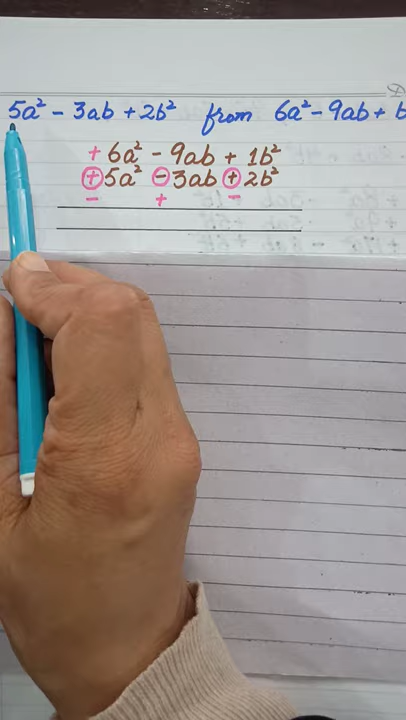 5a² - 3ab + 2b² from 6a² - 9ab + b
+ 6a² - 9ab + 1b²
+ 5a² - 3ab + 2b²
- + -